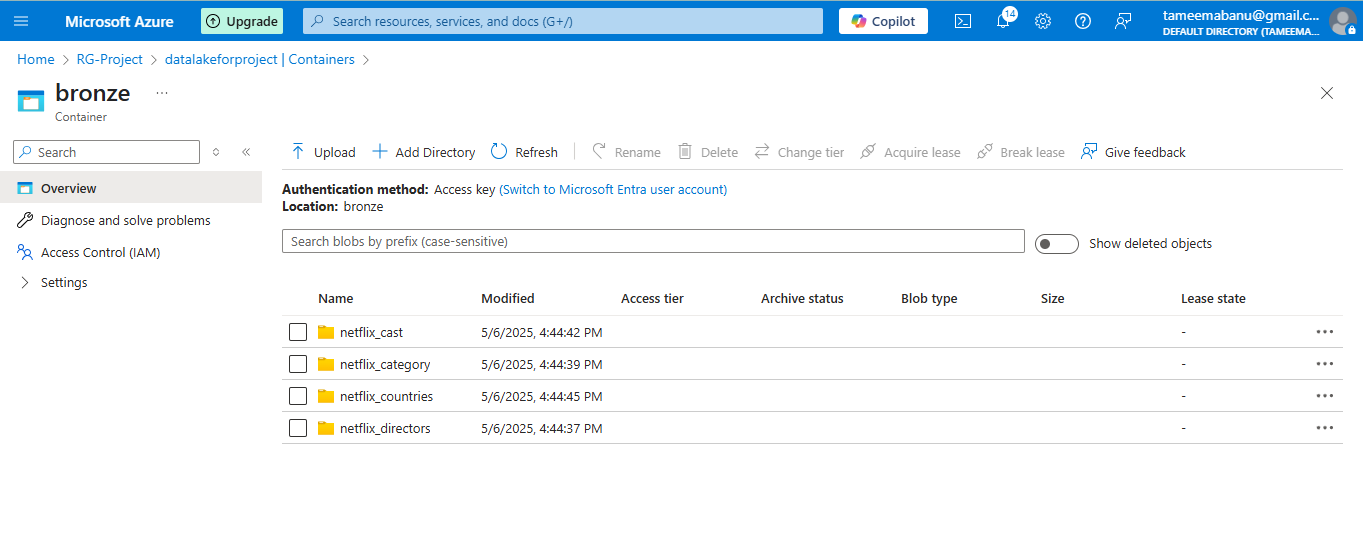 Microsoft Azure Upgrade Search resources, services, and docs (G+/) Copilot 14 tameemabanu@gmail.c...
DEFAULT DIRECTORY (TAMEEMA...
Home > RG-Project > datalakeforproject | Containers >
bronze ...
Container
Search
Overview
Diagnose and solve problems
Access Control (IAM)
Settings
Upload Add Directory Refresh Rename Delete Change tier Acquire lease Break lease Give feedback
Authentication method: Access key (Switch to Microsoft Entra user account)
Location: bronze
Search blobs by prefix (case-sensitive) Show deleted objects
Name Modified Access tier Archive status Blob type Size Lease state
netflix_cast 5/6/2025, 4:44:42 PM -
netflix_category 5/6/2025, 4:44:39 PM -
netflix_countries 5/6/2025, 4:44:45 PM -
netflix_directors 5/6/2025, 4:44:37 PM -